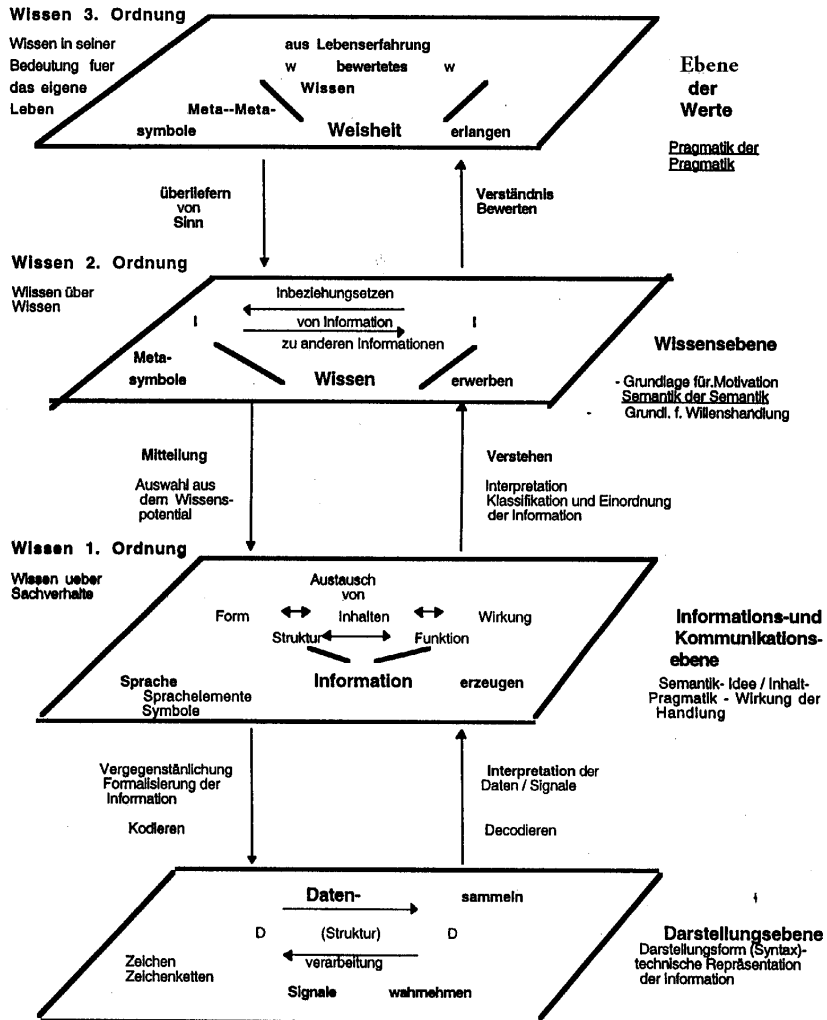 Wissen 3. Ordnung
Wissen in seiner
Bedeutung fuer
das eigene
Leben
aus Lebenserfahrung
w bewertetes w
Wissen
Meta--Meta-
symbole Weisheit erlangen
Ebene
der
Werte
Pragmatik der
Pragmatik
überliefern
von
Sinn
Verständnis
Bewerten
Wissen 2. Ordnung
Wissen über
Wissen
Inbeziehungsetzen
I von Information I
zu anderen Informationen
Meta-
symbole Wissen erwerben
Wissensebene
- Grundlage für.Motivation
Semantik der Semantik
- Grundl. f. Willenshandlung
Mitteilung
Auswahl aus
dem Wissens-
potential
Verstehen
Interpretation
Klassifikation und Einordnung
der Information
Wissen 1. Ordnung
Wissen ueber
Sachverhalte
Austausch
von
Form Inhalten Wirkung
Struktur Funktion
Sprache Information erzeugen
Sprachelemente
Symbole
Informations-und
Kommunikations-
ebene
Semantik- Idee / Inhalt-
Pragmatik - Wirkung der
Handlung
Vergegenstänlichung
Formalisierung der
Information
Kodieren
Interpretation der
Daten / Signale
Decodieren
Daten- sammeln
D (Struktur) D
verarbeitung
Zeichen
Zeichenketten
Signale wahrnehmen
Darstellungsebene
Darstellungsform (Syntax)-
technische Repräsentation
der Information